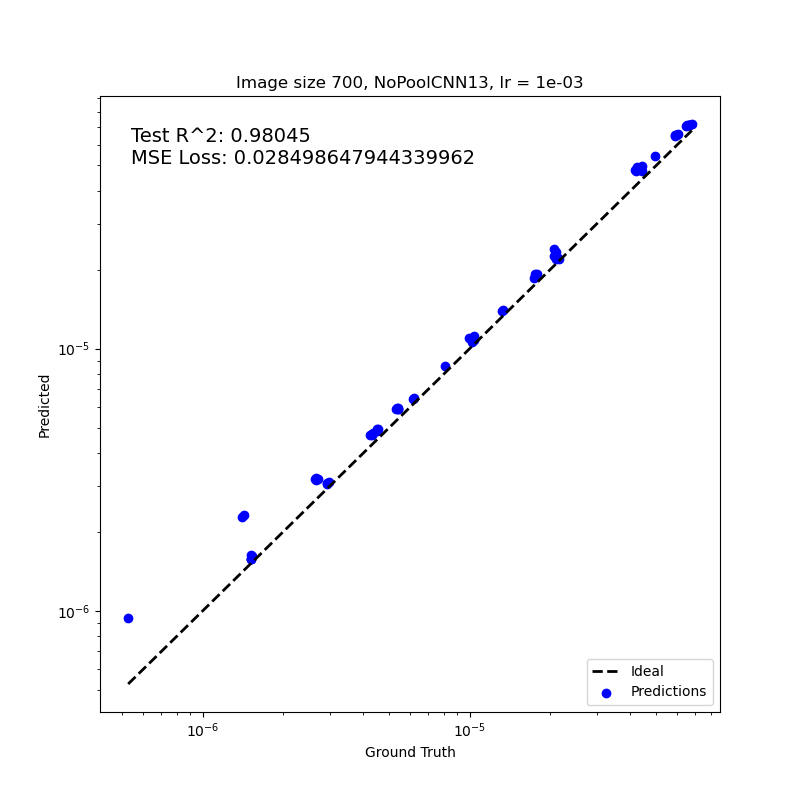 Image size 700, NoPoolCNN13, lr = 1e-03
Test R^2: 0.98045
MSE Loss: 0.028498647944339962
10⁻⁵
10⁻⁶
Predicted
10⁻⁶
10⁻⁵
Ground Truth
Ideal
Predictions